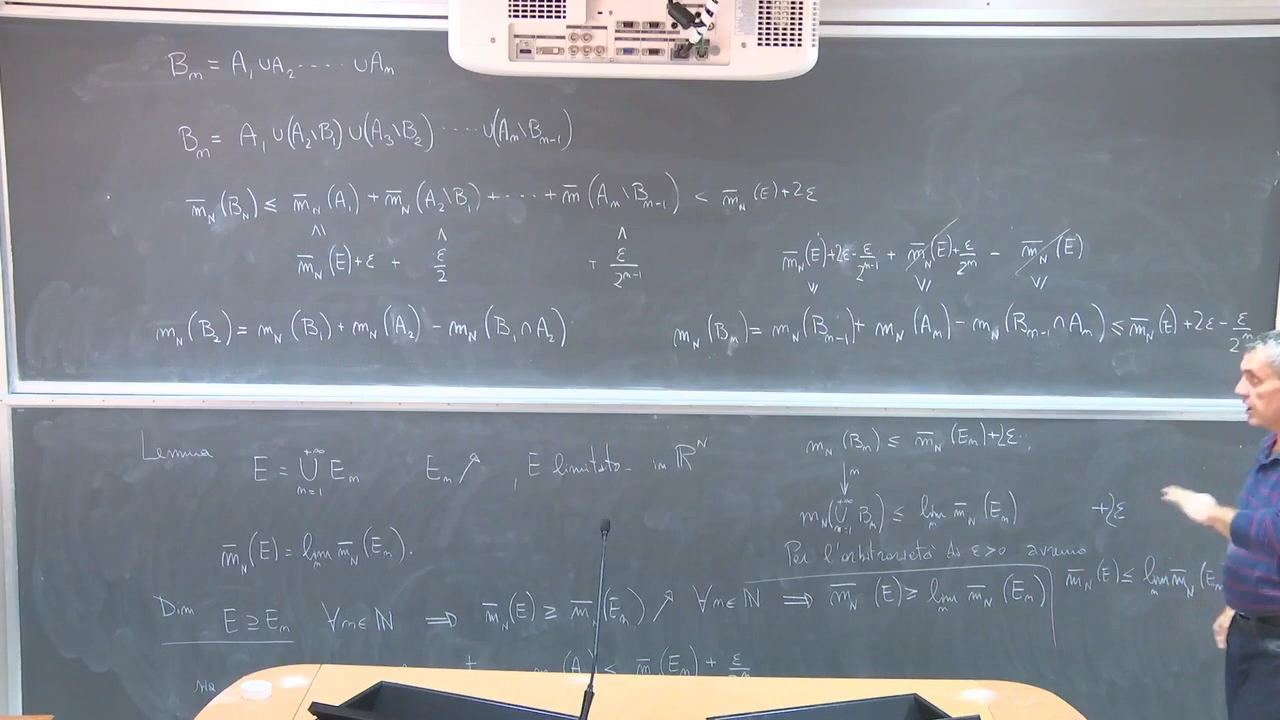 B_m = A_1 ∪ A_2 ..... ∪ A_m
B_m = A_1 ∪ (A_2 \ B_1) ∪ (A_3 \ B_2) ..... ∪ (A_m \ B_{m-1})
m̅_N(B_N) ≤ m̅_N(A_1) + m̅_N(A_2 \ B_1) + ..... + m̅(A_m \ B_{m-1}) < m̅_N(E) + 2ε
∧ ∧ ∧
m̅_N(E) + ε + ε/2 + ε/2^{m-1}
m̅_N(E) + 2ε - ε/2^{m-1} + m̅_N(E) + ε/2^m - m̅_N(E)
m_N(B_2) = m_N(B_1) + m_N(A_2) - m_N(B_1 ∩ A_2)
m_N(B_m) = m_N(B_{m-1}) + m_N(A_m) - m_N(B_{m-1} ∩ A_m) ≤ m̅_N(E) + 2ε - ε/2^m
Lemma
E = ⋃_{m=1}^{+∞} E_m E_m ↗, E limitato in ℝ^N
m̅_N(E) = lim_m m̅_N(E_m).
Dim E ⊇ E_m ∀ m ∈ ℕ ⟹ m̅_N(E) ≥ m̅_N(E_m) ↗ ∀ m ∈ ℕ ⟹ m̅_N(E) ≥ lim_m m̅_N(E_m)
m̅(E_m) + ε/2^m
m_N(B_m) ≤ m̅_N(E_m) + 2ε,
↓ m
m_N(⋃_{m=1}^{+∞} B_m) ≤ lim_m m̅_N(E_m) + 2ε
Per l'arbitrarietà di ε>0 avremo
m̅_N(E) ≤ lim_m m̅_N(E_m